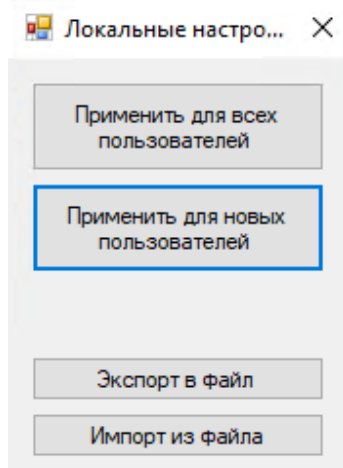 Локальные настро...
Применить для всех
пользователей
Применить для новых
пользователей
Экспорт в файл
Импорт из файла